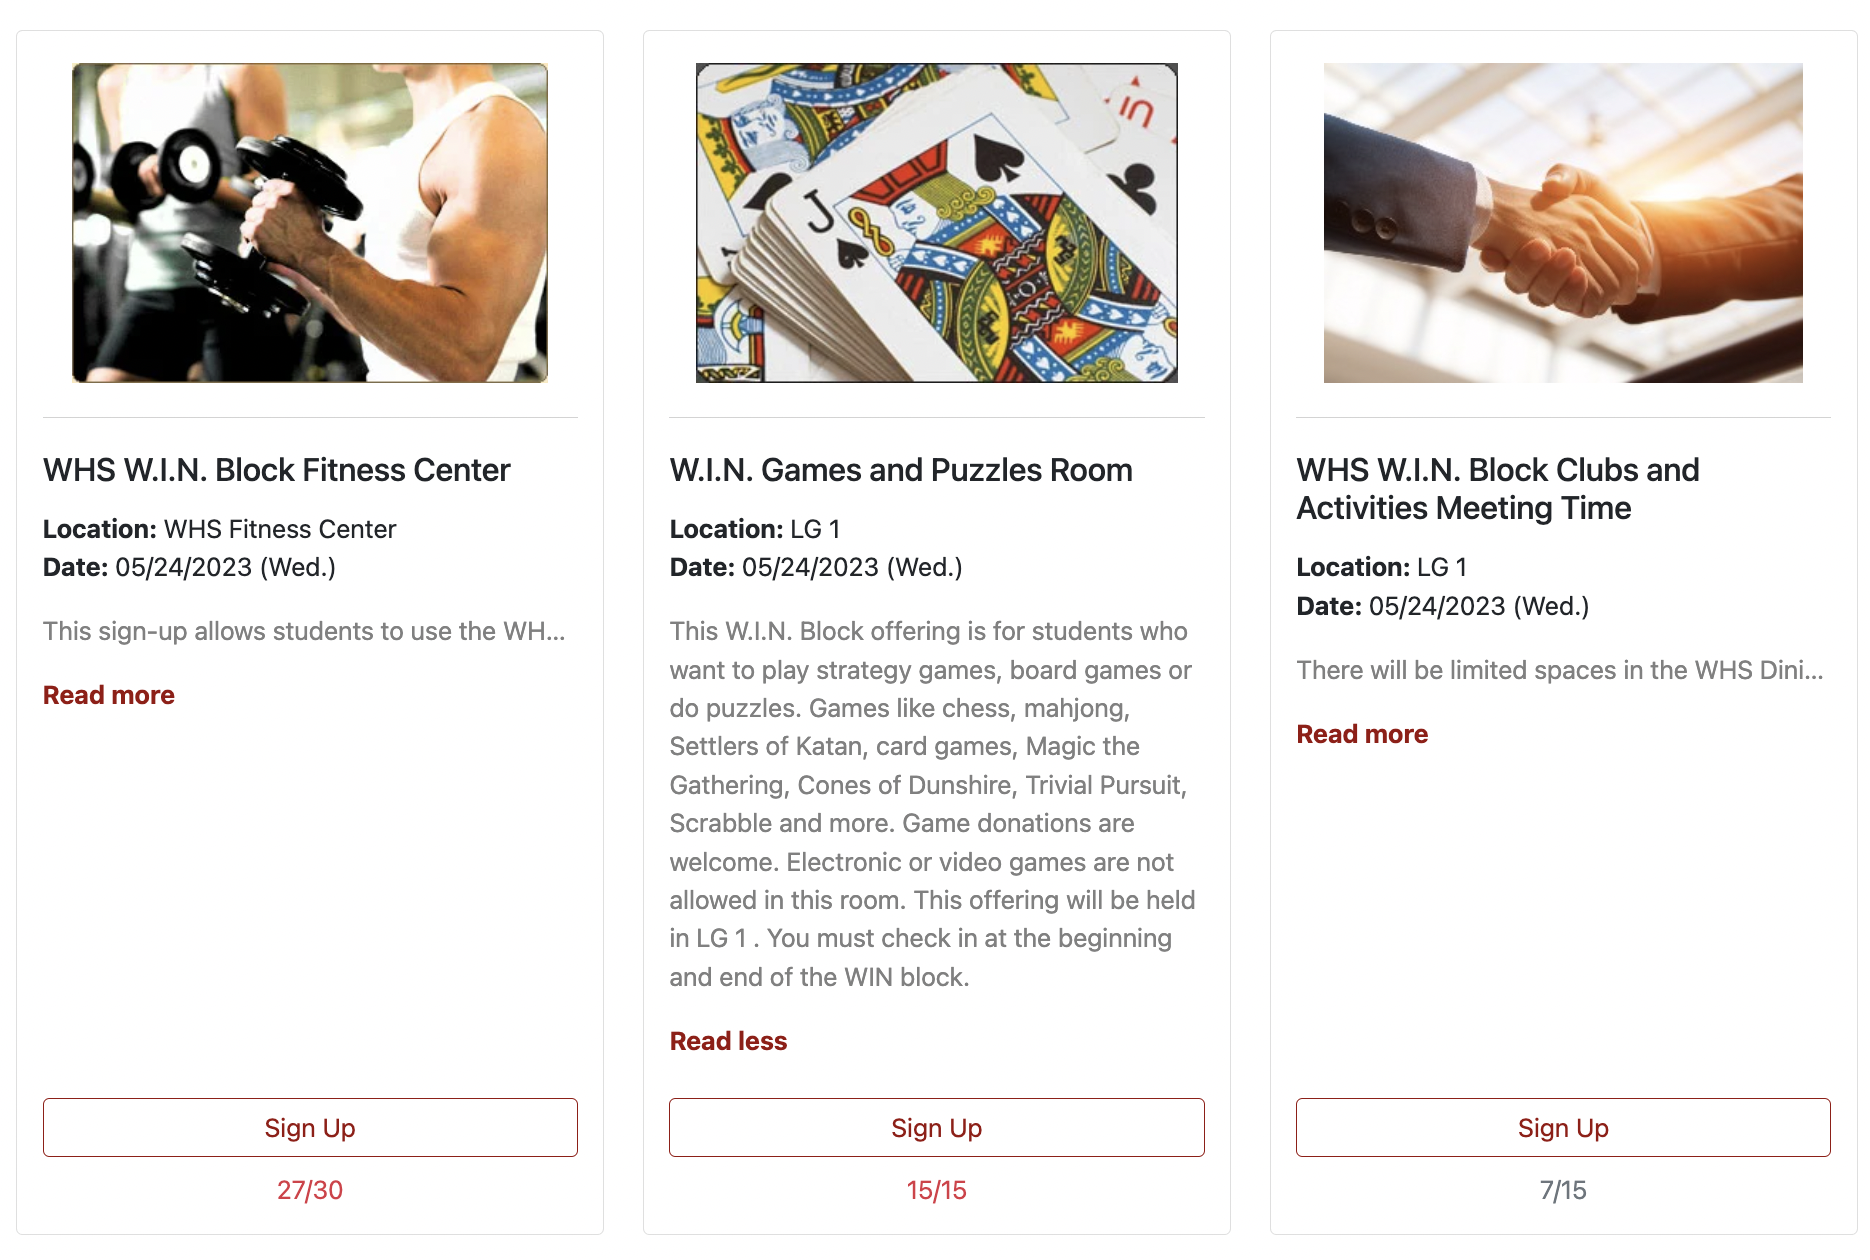 WHS W.I.N. Block Fitness Center
Location: WHS Fitness Center
Date: 05/24/2023 (Wed.)
This sign-up allows students to use the WH...
Read more
Sign Up
27/30
J
in
W.I.N. Games and Puzzles Room
Location: LG 1
Date: 05/24/2023 (Wed.)
This W.I.N. Block offering is for students who
want to play strategy games, board games or
do puzzles. Games like chess, mahjong,
Settlers of Katan, card games, Magic the
Gathering, Cones of Dunshire, Trivial Pursuit,
Scrabble and more. Game donations are
welcome. Electronic or video games are not
allowed in this room. This offering will be held
in LG 1 . You must check in at the beginning
and end of the WIN block.
Read less
Sign Up
15/15
WHS W.I.N. Block Clubs and
Activities Meeting Time
Location: LG 1
Date: 05/24/2023 (Wed.)
There will be limited spaces in the WHS Dini...
Read more
Sign Up
7/15